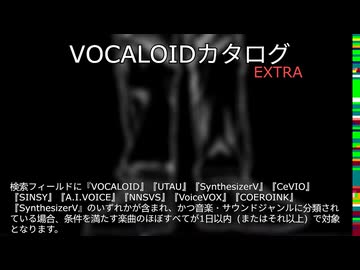 VOCALOIDカタログ
EXTRA
検索フィールドに『VOCALOID』『UTAU』『SynthesizerV』『CeVIO』
『SINSY』『A.I.VOICE』『NNSVS』『VoiceVOX』『COEROINK』
『SynthesizerV』のいずれかが含まれ、かつ音楽・サウンドジャンルに分類され
ている場合、条件を満たす楽曲のほぼすべてが1日以内（またはそれ以上）で対象
となります。